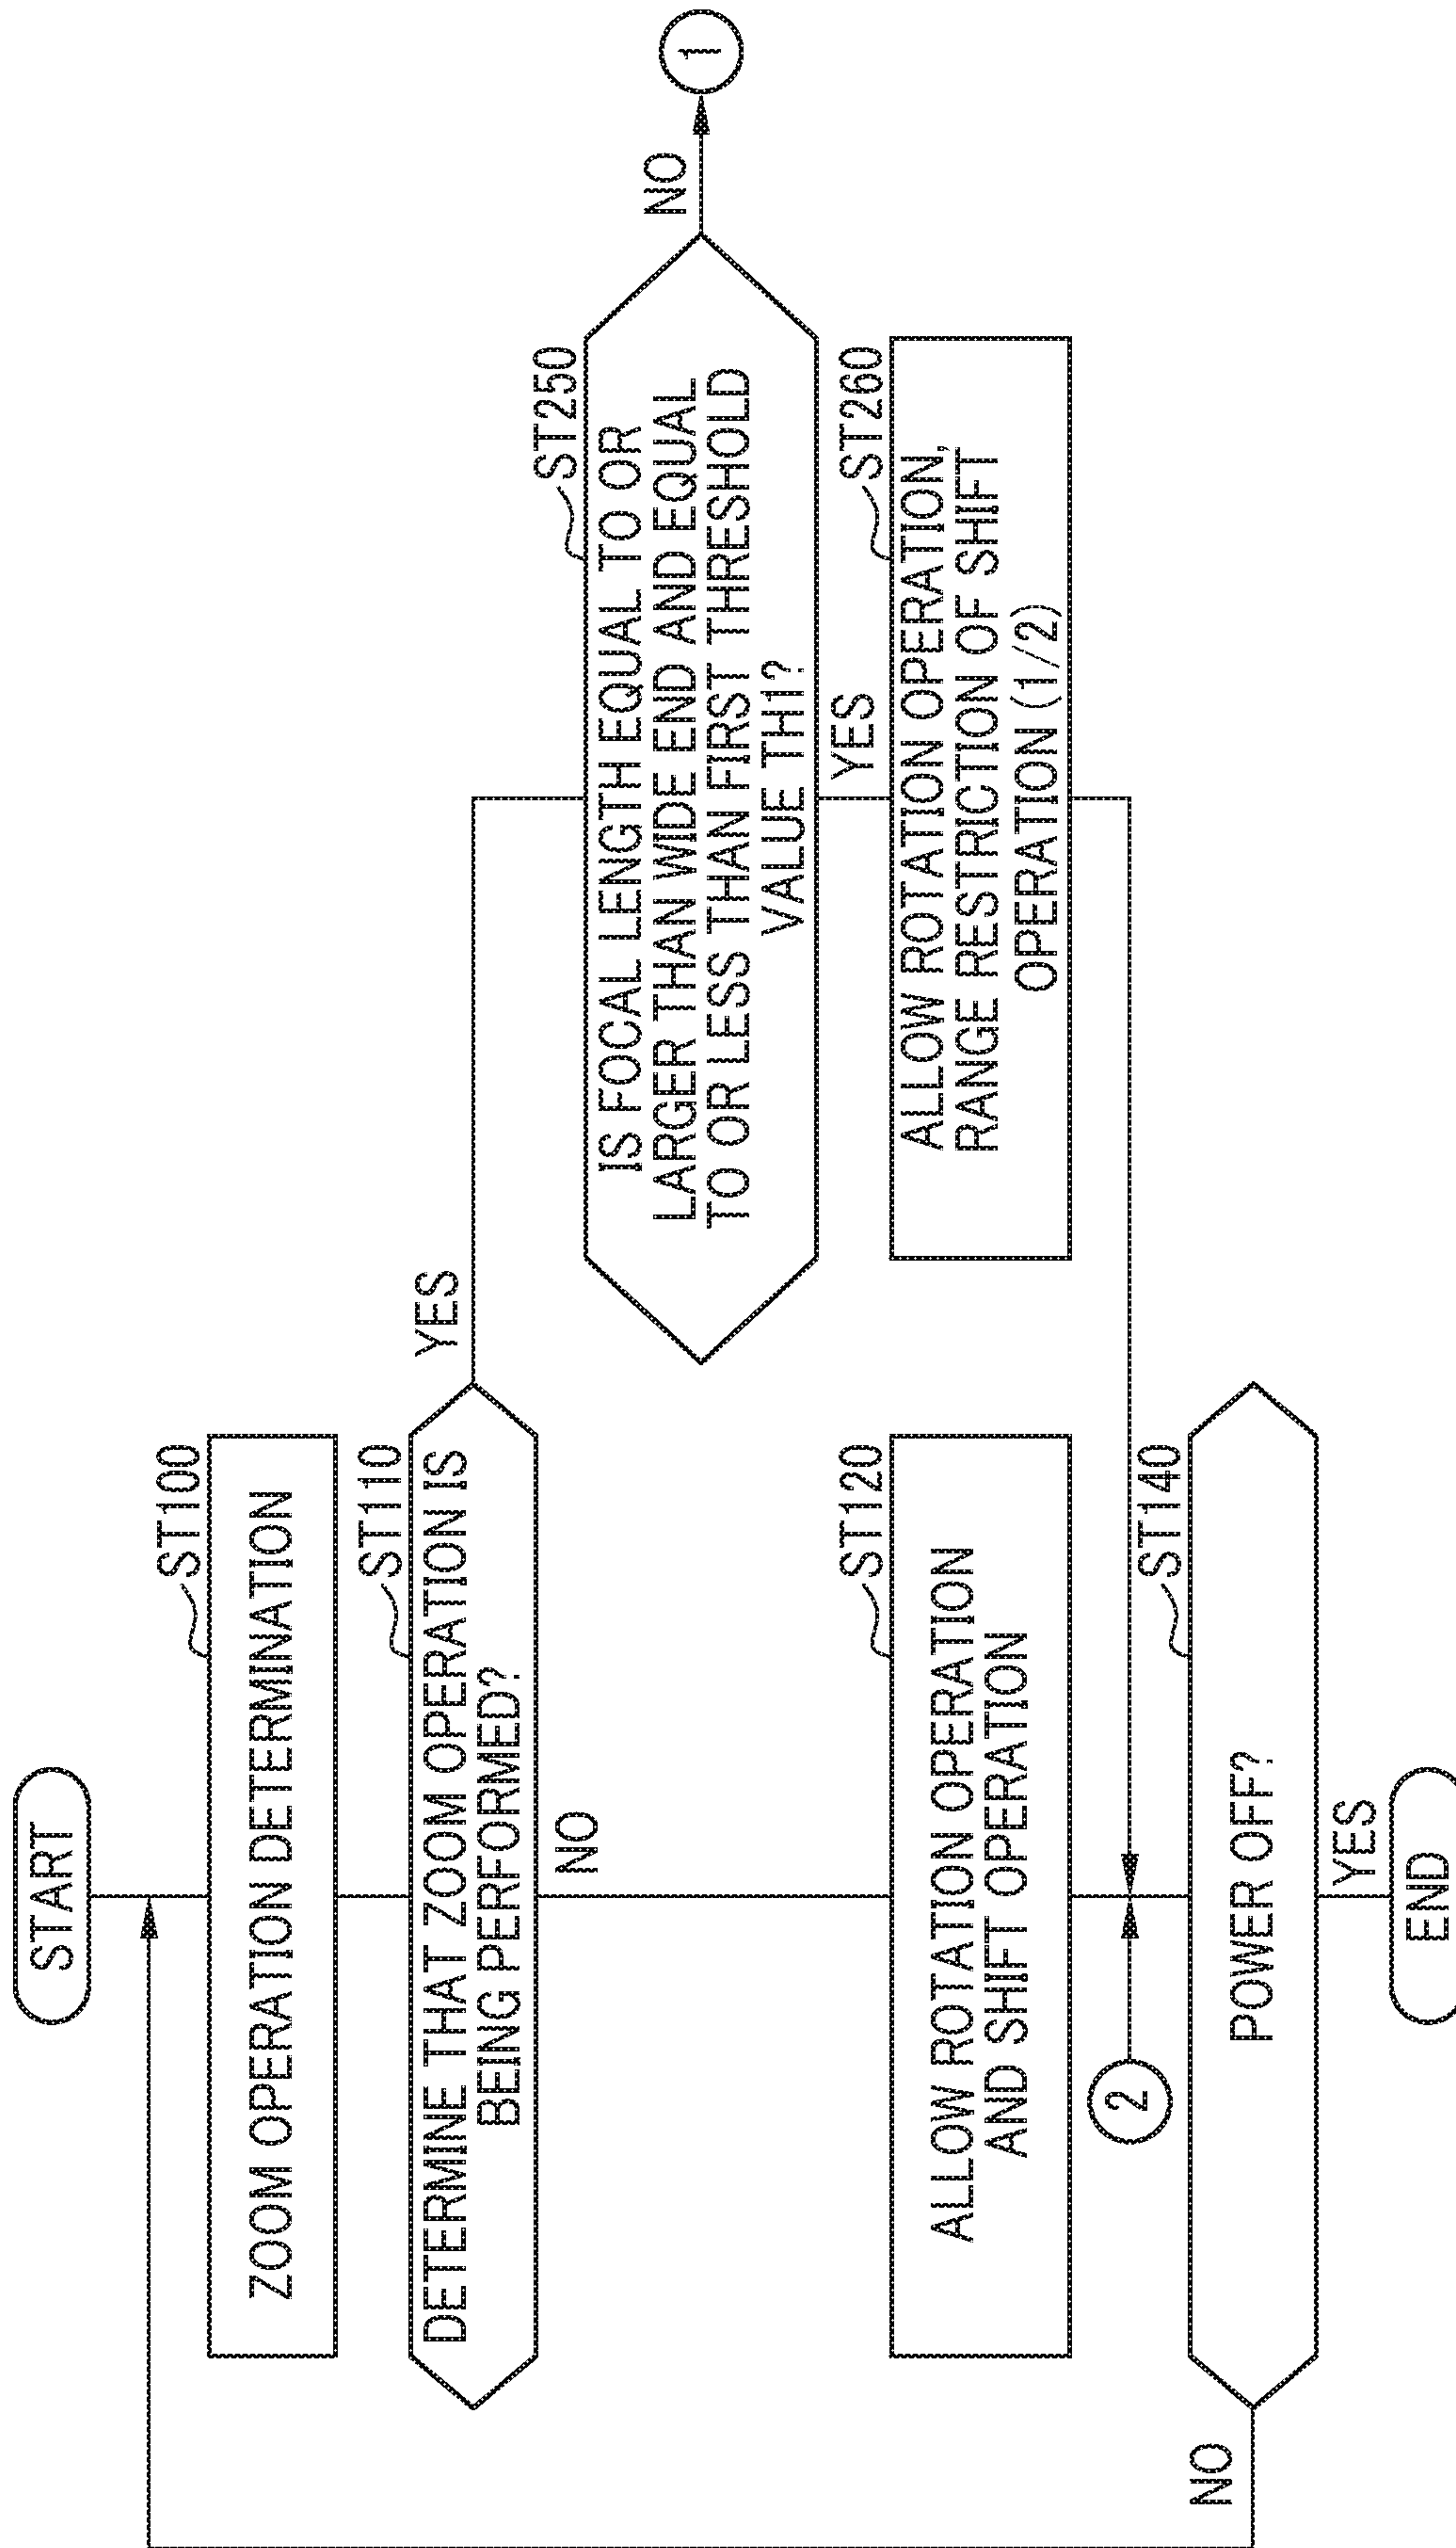 START
ST100
ZOOM OPERATION DETERMINATION
ST110
DETERMINE THAT ZOOM OPERATION IS
BEING PERFORMED?
YES
NO
ST250
IS FOCAL LENGTH EQUAL TO OR
LARGER THAN WIDE END AND EQUAL
TO OR LESS THAN FIRST THRESHOLD
VALUE TH1?
NO
1
YES
ST120
ALLOW ROTATION OPERATION
AND SHIFT OPERATION
ST260
ALLOW ROTATION OPERATION,
RANGE RESTRICTION OF SHIFT
OPERATION (1/2)
2
ST140
POWER OFF?
NO
YES
END